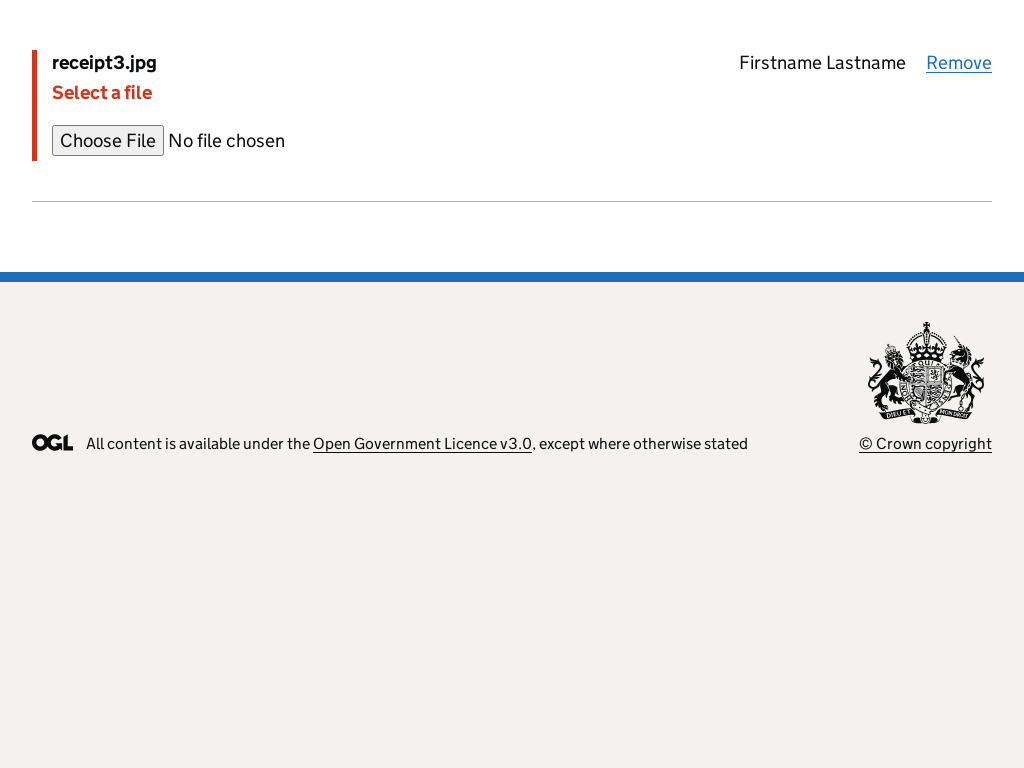 receipt3.jpg
Firstname Lastname Remove
Select a file
Choose File No file chosen
OGL All content is available under the Open Government Licence v3.0, except where otherwise stated
© Crown copyright
DIEU ET MON DROIT